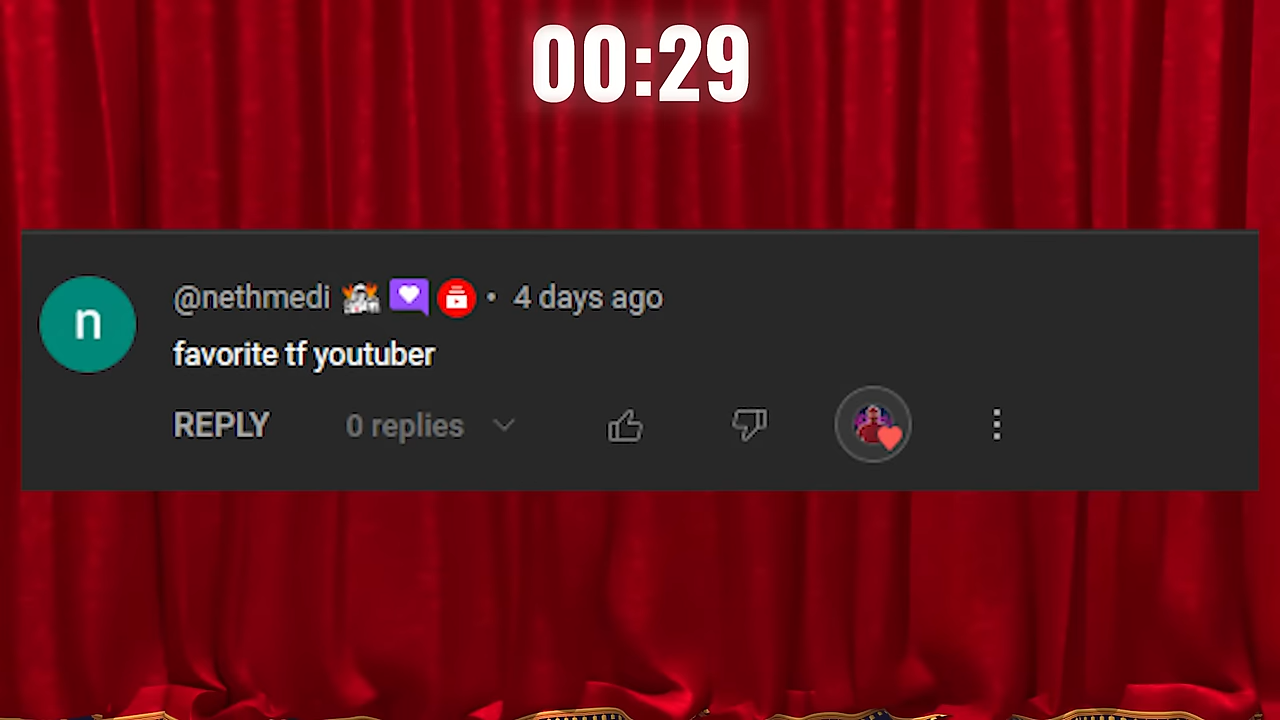 00:29
n
@nethmedi • 4 days ago
favorite tf youtuber
REPLY 0 replies